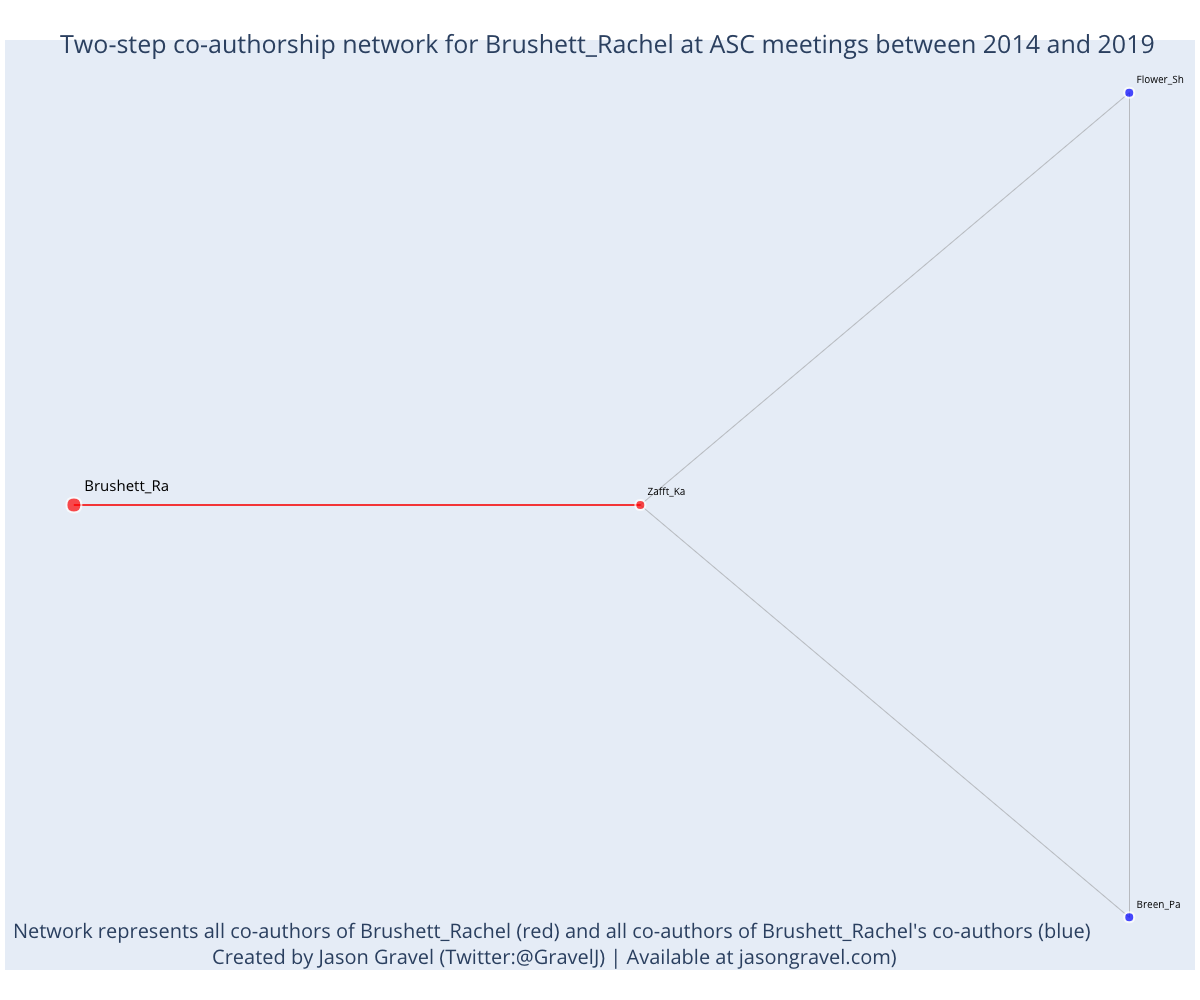 Two-step co-authorship network for Brushett_Rachel at ASC meetings between 2014 and 2019
Flower_Sh
Brushett_Ra
Zafft_Ka
Breen_Pa
Network represents all co-authors of Brushett_Rachel (red) and all co-authors of Brushett_Rachel's co-authors (blue)
Created by Jason Gravel (Twitter:@GravelJ) | Available at jasongravel.com)